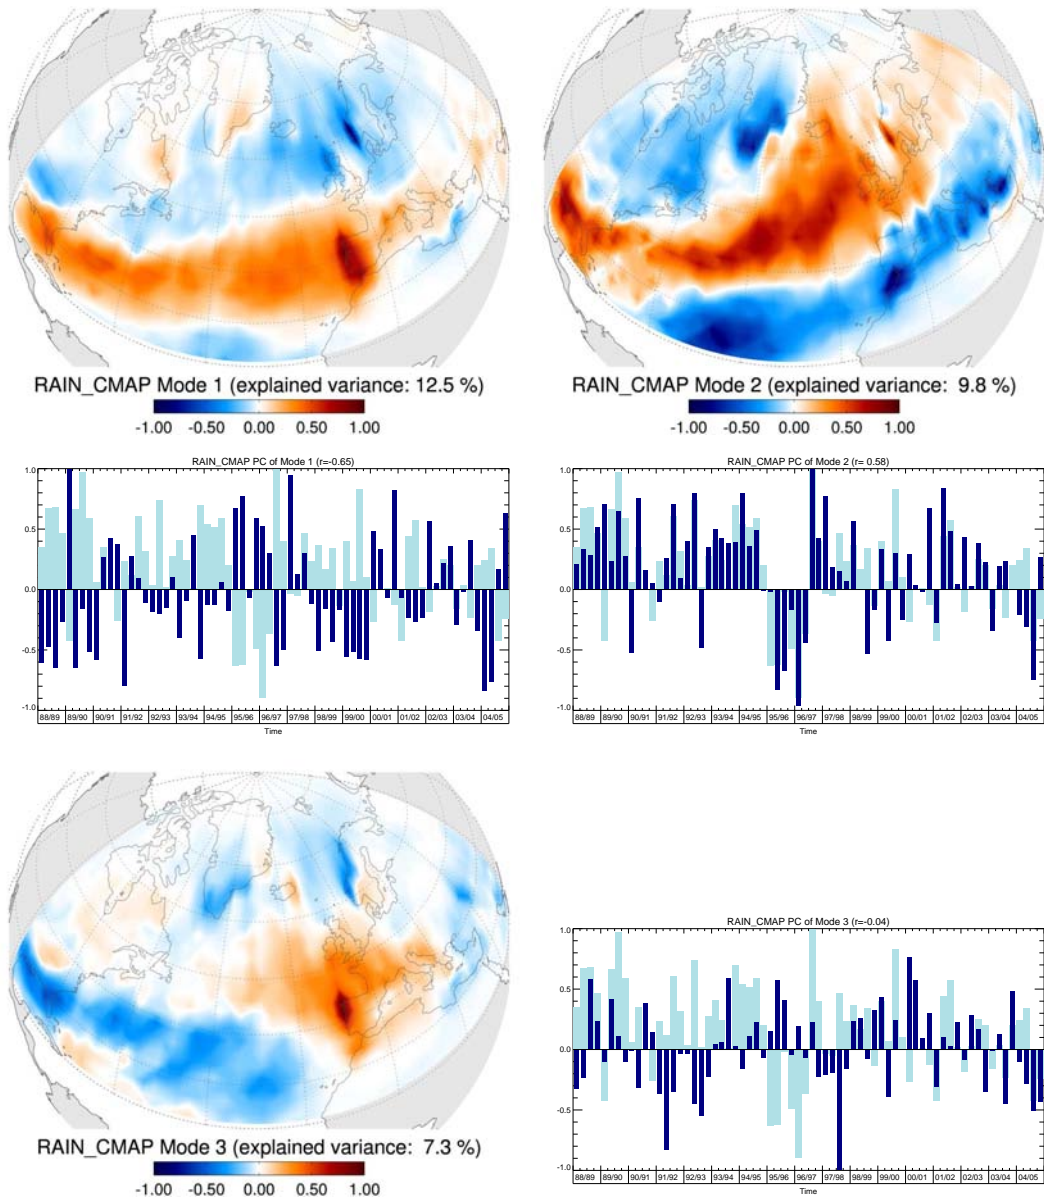 RAIN_CMAP Mode 1 (explained variance: 12.5 %)
-1.00 -0.50 0.00 0.50 1.00
RAIN_CMAP Mode 2 (explained variance: 9.8 %)
-1.00 -0.50 0.00 0.50 1.00
RAIN_CMAP PC of Mode 1 (r=-0.65)
1.0
0.5
0.0
-0.5
-1.0
88/89 89/90 90/91 91/92 92/93 93/94 94/95 95/96 96/97 97/98 98/99 99/00 00/01 01/02 02/03 03/04 04/05
Time
RAIN_CMAP PC of Mode 2 (r= 0.58)
1.0
0.5
0.0
-0.5
-1.0
88/89 89/90 90/91 91/92 92/93 93/94 94/95 95/96 96/97 97/98 98/99 99/00 00/01 01/02 02/03 03/04 04/05
Time
RAIN_CMAP Mode 3 (explained variance: 7.3 %)
-1.00 -0.50 0.00 0.50 1.00
RAIN_CMAP PC of Mode 3 (r=-0.04)
1.0
0.5
0.0
-0.5
-1.0
88/89 89/90 90/91 91/92 92/93 93/94 94/95 95/96 96/97 97/98 98/99 99/00 00/01 01/02 02/03 03/04 04/05
Time